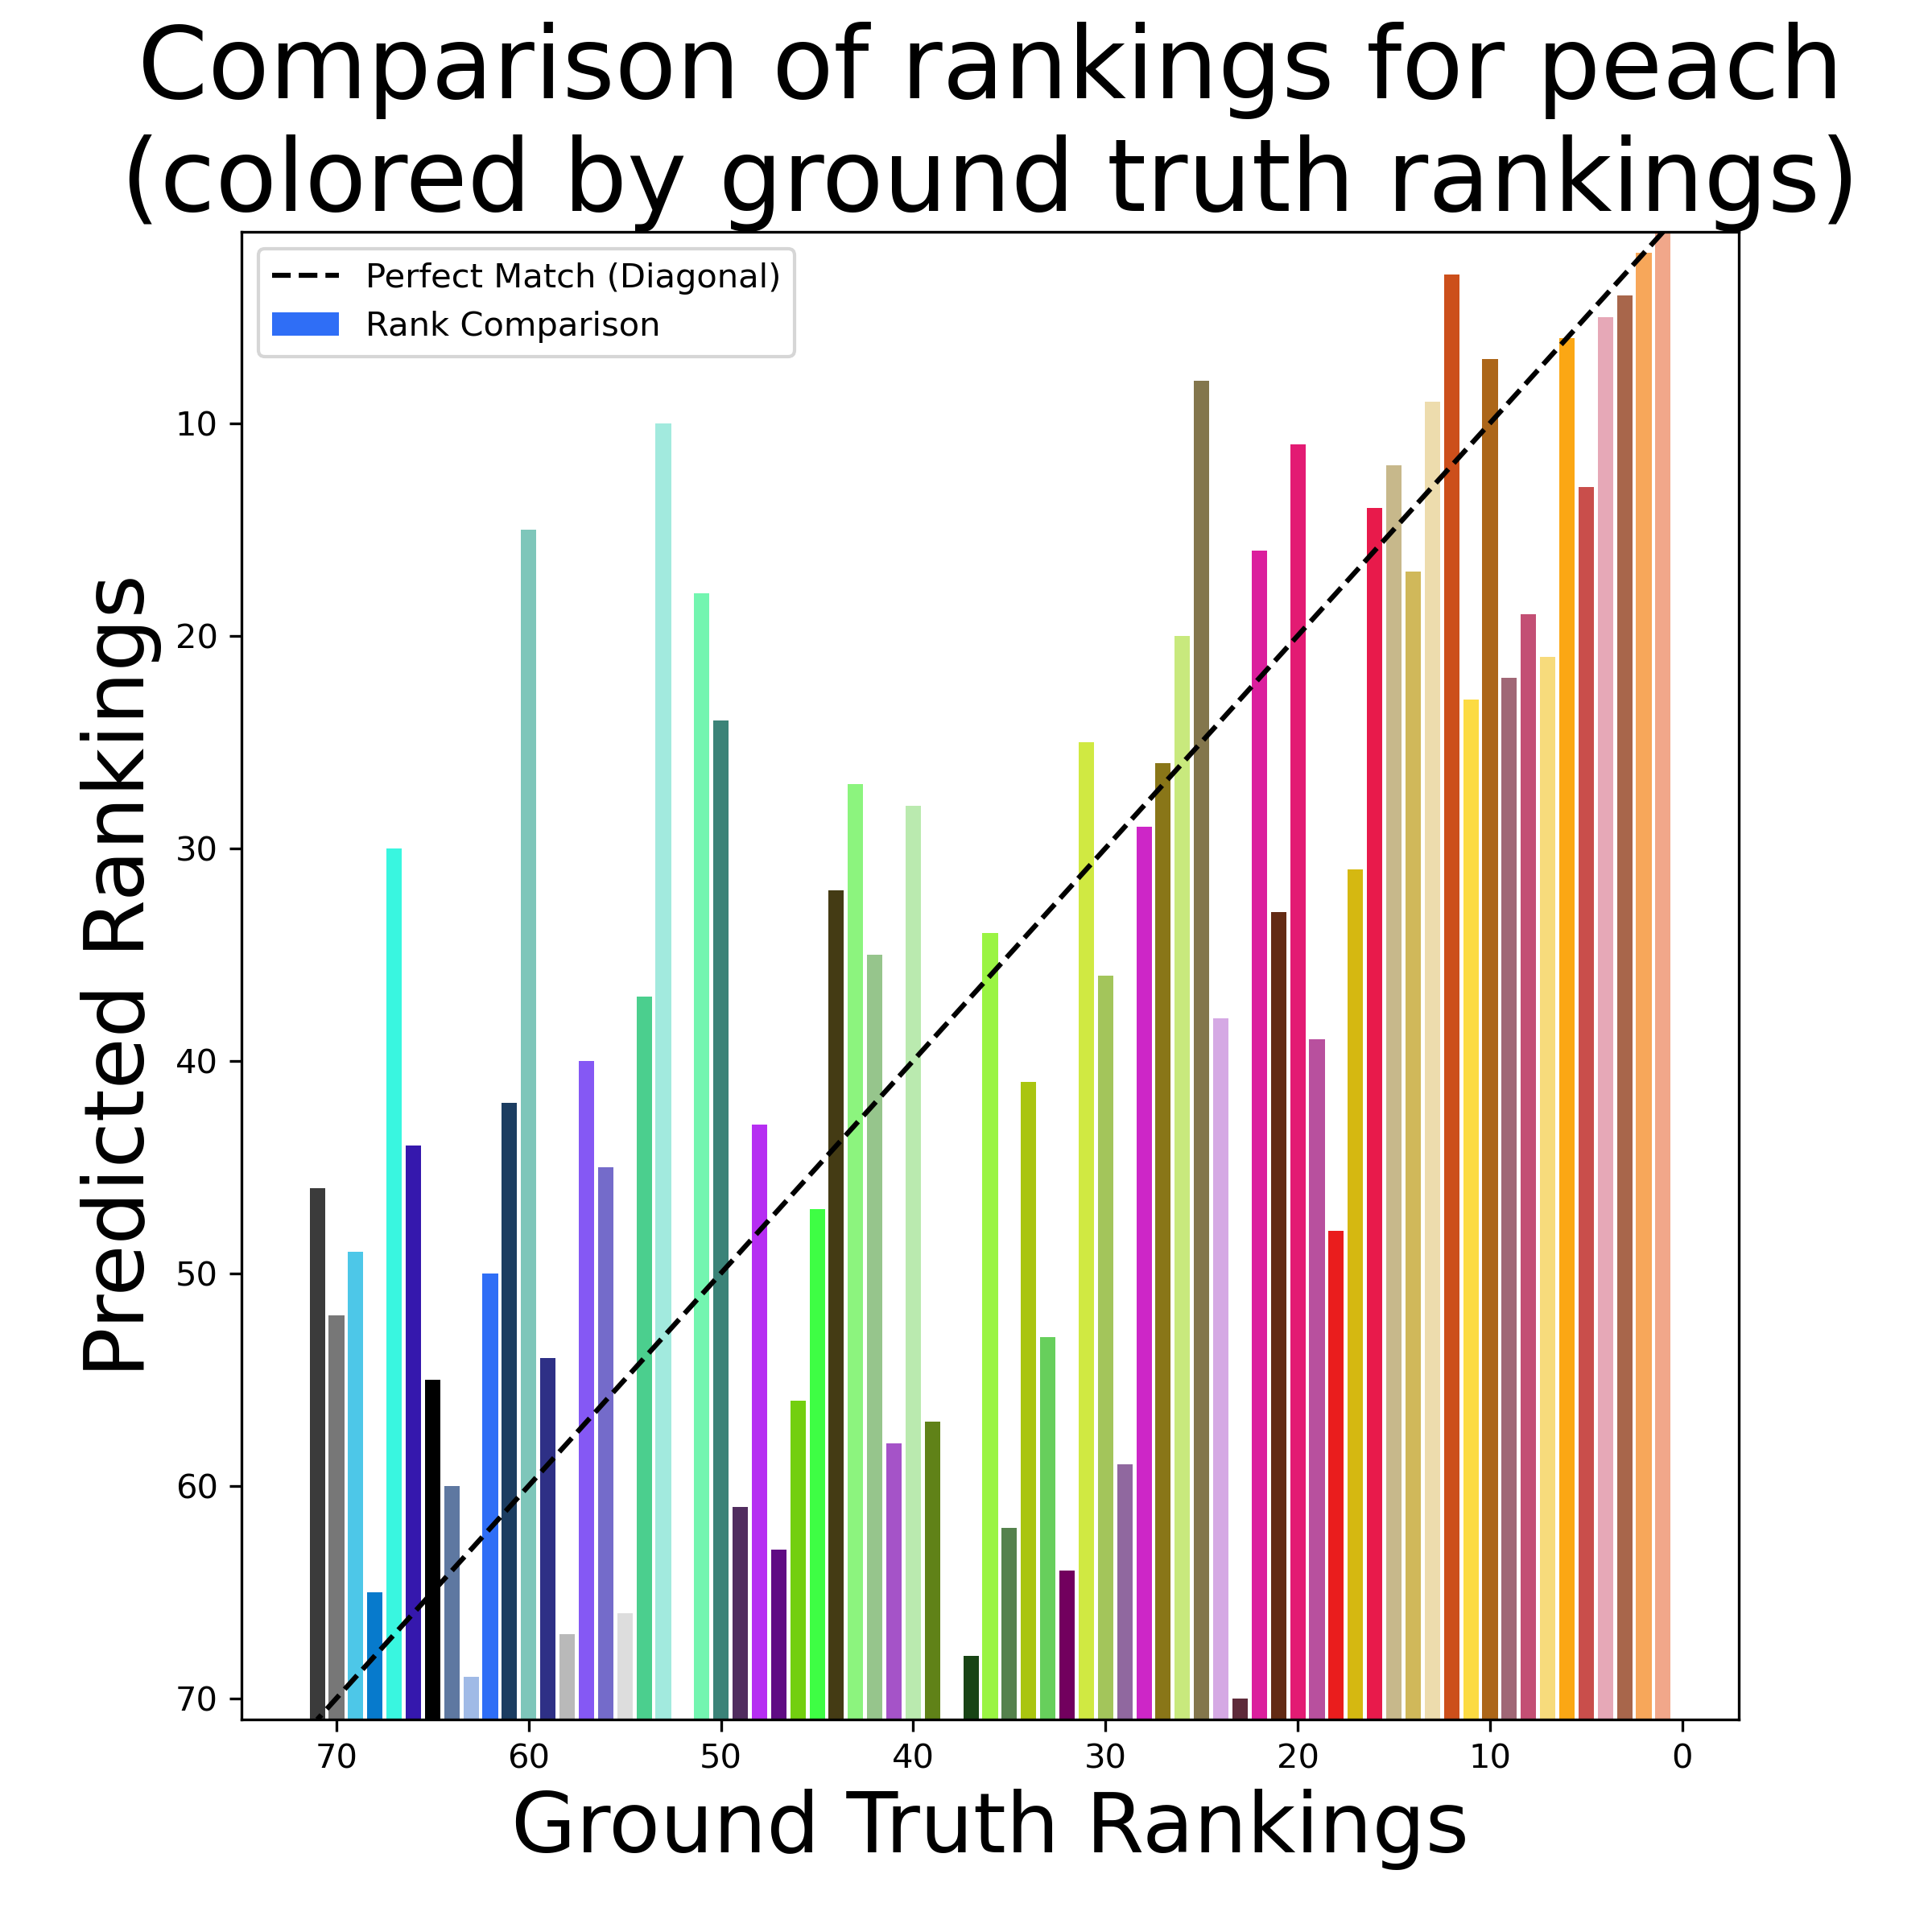 Comparison of rankings for peach
(colored by ground truth rankings)
Perfect Match (Diagonal)
Rank Comparison
Predicted Rankings
10
20
30
40
50
60
70
70 60 50 40 30 20 10 0
Ground Truth Rankings